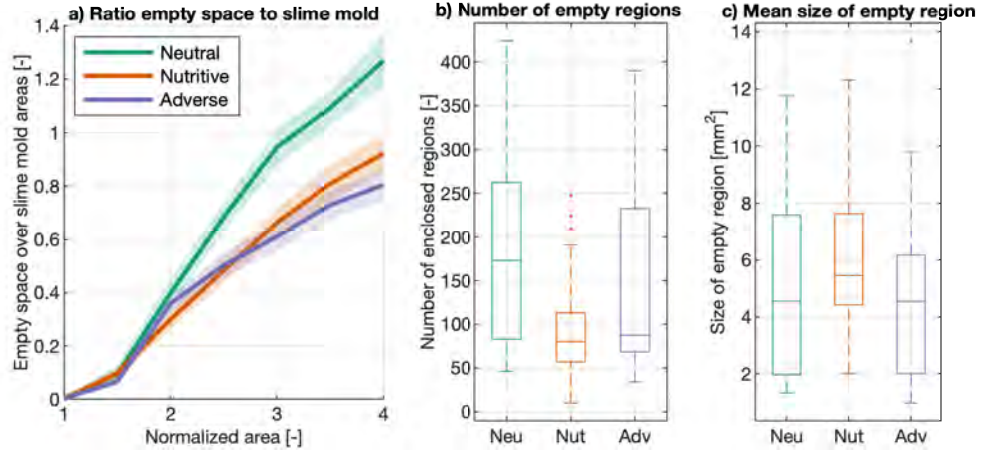 a) Ratio empty space to slime mold
Empty space over slime mold areas [-]
1.4
1.2
1
0.8
0.6
0.4
0.2
0
Neutral
Nutritive
Adverse
1
2
3
4
Normalized area [-]
b) Number of empty regions
Number of enclosed regions [-]
400
350
300
250
200
150
100
50
0
Neu
Nut
Adv
c) Mean size of empty region
Size of empty region [mm²]
14
12
10
8
6
4
2
Neu
Nut
Adv